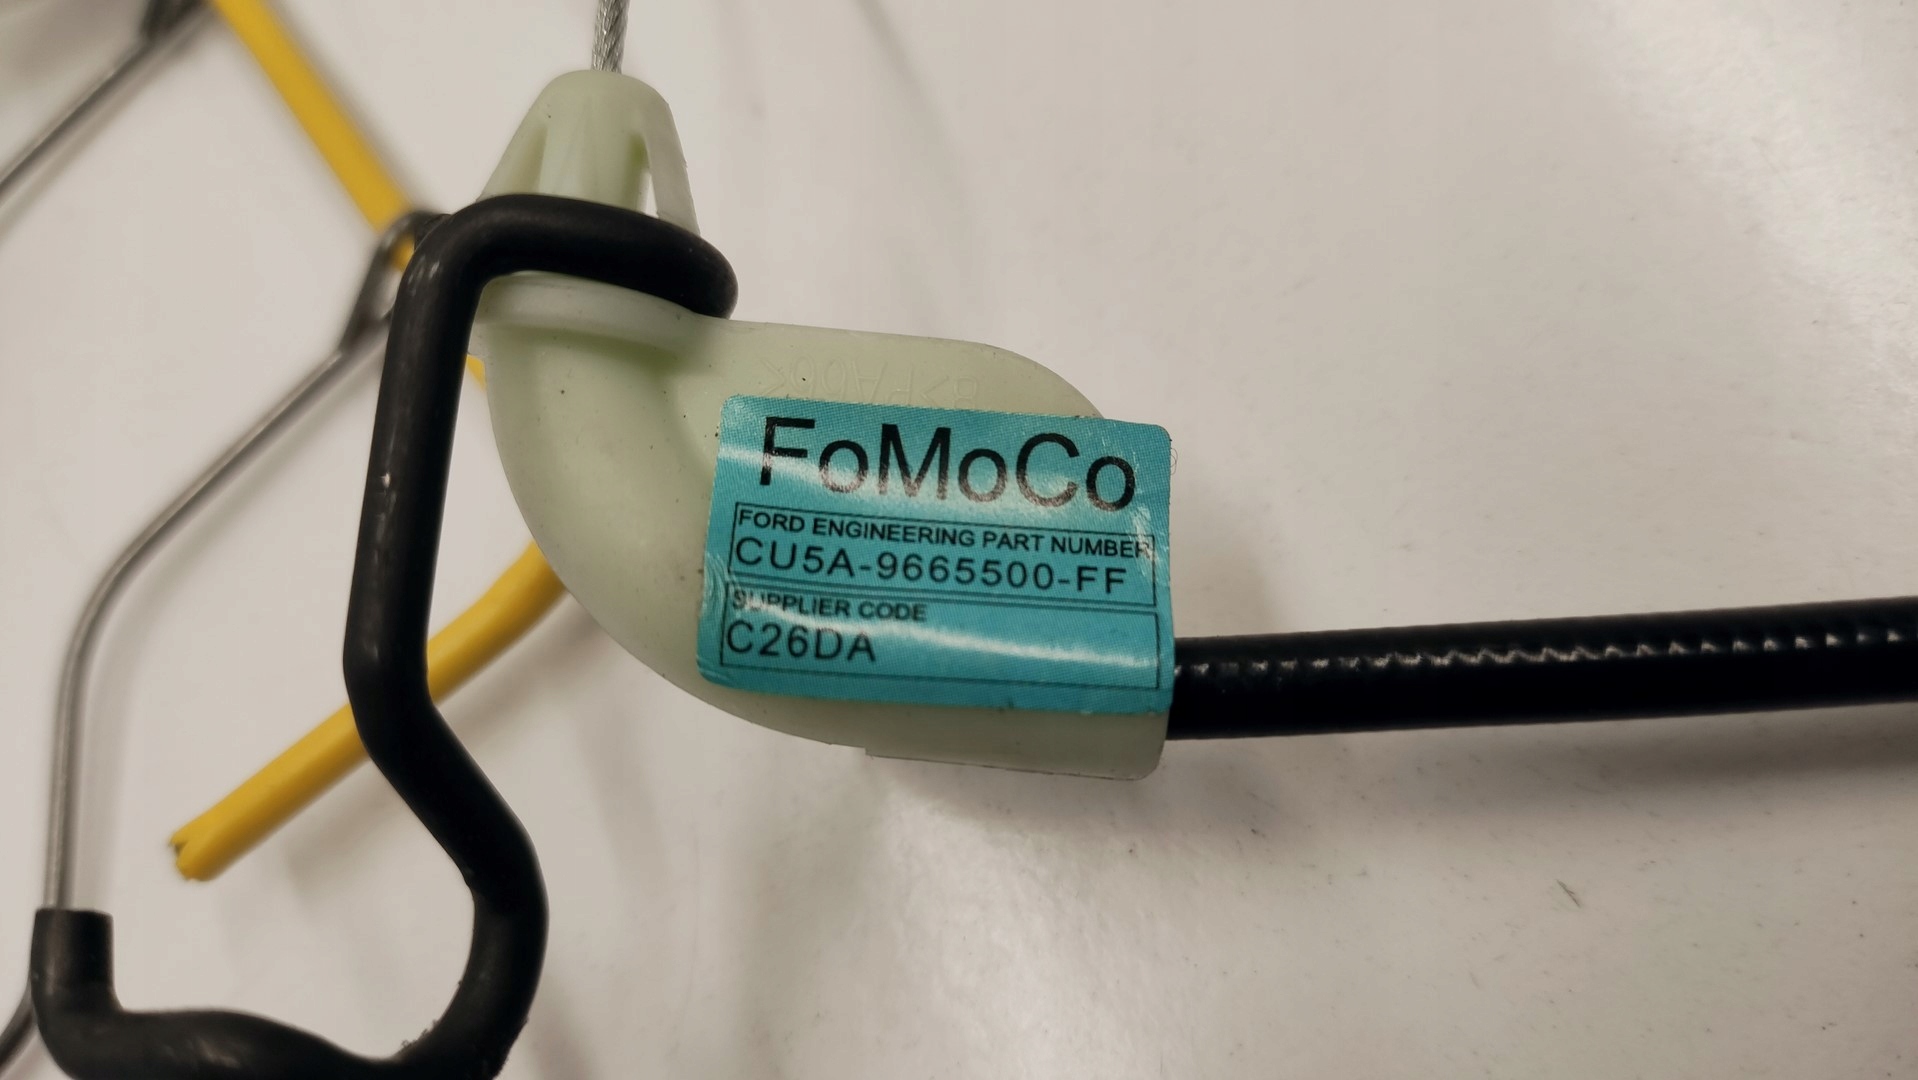 FoMoCo
FORD ENGINEERING PART NUMBER
CU5A-9665500-FF
SUPPLIER CODE
C26DA